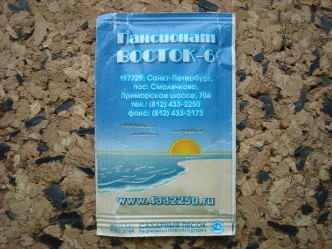 Пансионат
ВОСТОК-6
197729, Санкт-Петербург,
пос. Смолячково,
Приморское шоссе, 704
тел.: (812) 433-2250
факс: (812) 433-2173
www.4332250.ru
САХАРНЫЙ ПЕСОК